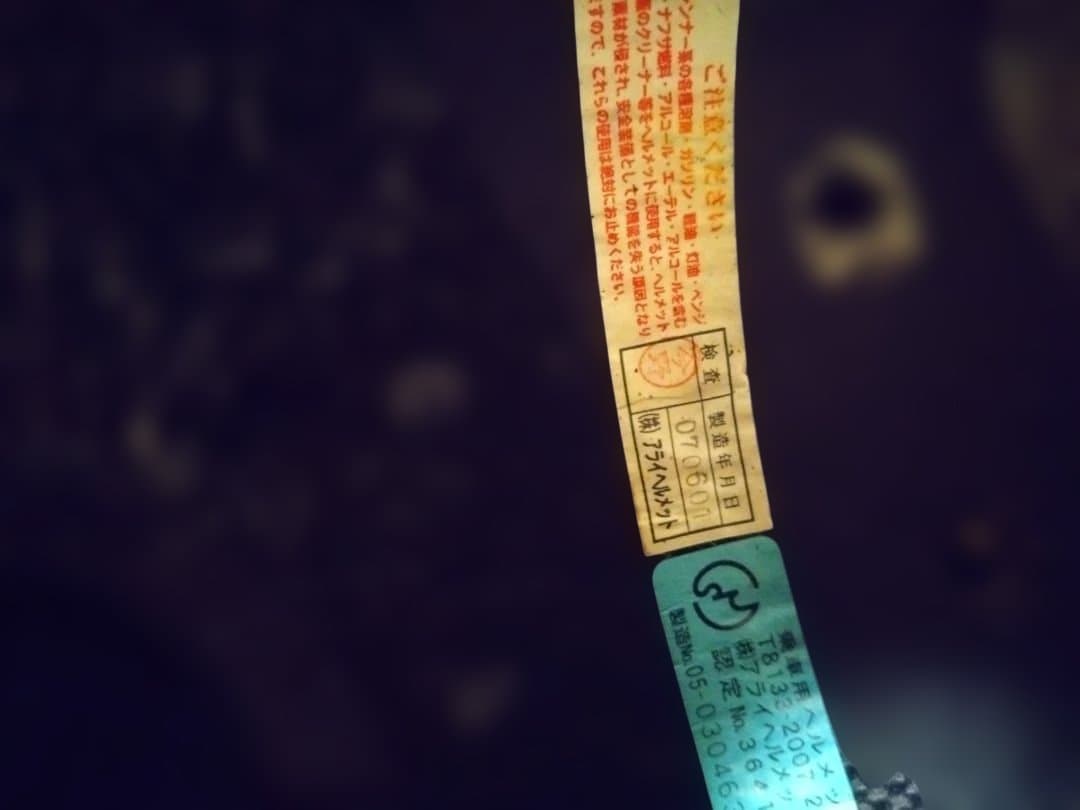 ご注意ください
ンナー系の各種溶剤・ガソリン・軽油・灯油・ベンジ
ナフサ燃料・アルコール・エーテル・アルコールを含む
のクリーナー等をヘルメットに使用すると、ヘルメット
素材が侵され、安全装備としての機能を失う原因となり
ますので、これらの使用は絶対にお止めください。
検査
製造年月日
070601
(株)アライヘルメット
乗車用ヘルメッ
T8133-2007 2
(株)アライヘルメッ
認定No.36
製造No.05-03046